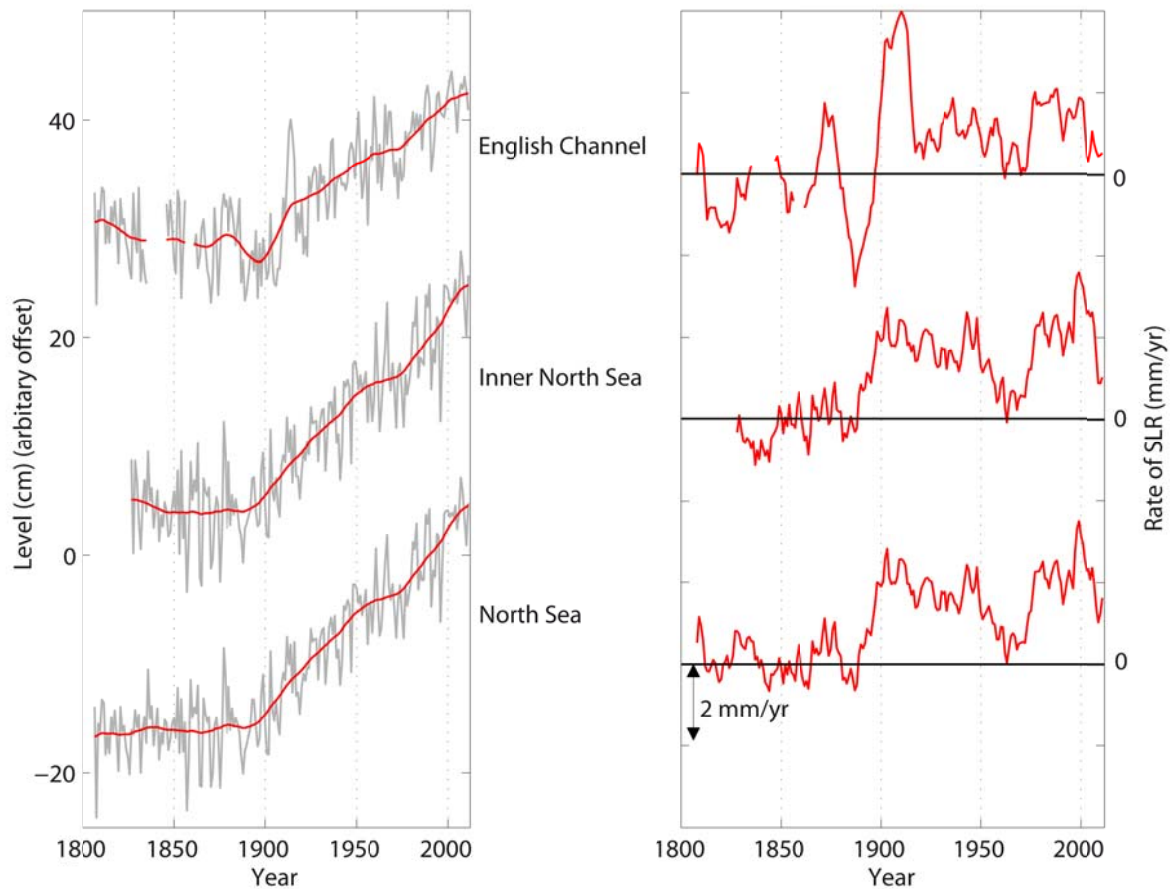 Level (cm) (arbitary offset)
40
20
0
−20
1800
1850
1900
1950
2000
Year
English Channel
Inner North Sea
North Sea
0
0
0
2 mm/yr
Rate of SLR (mm/yr)
1800
1850
1900
1950
2000
Year